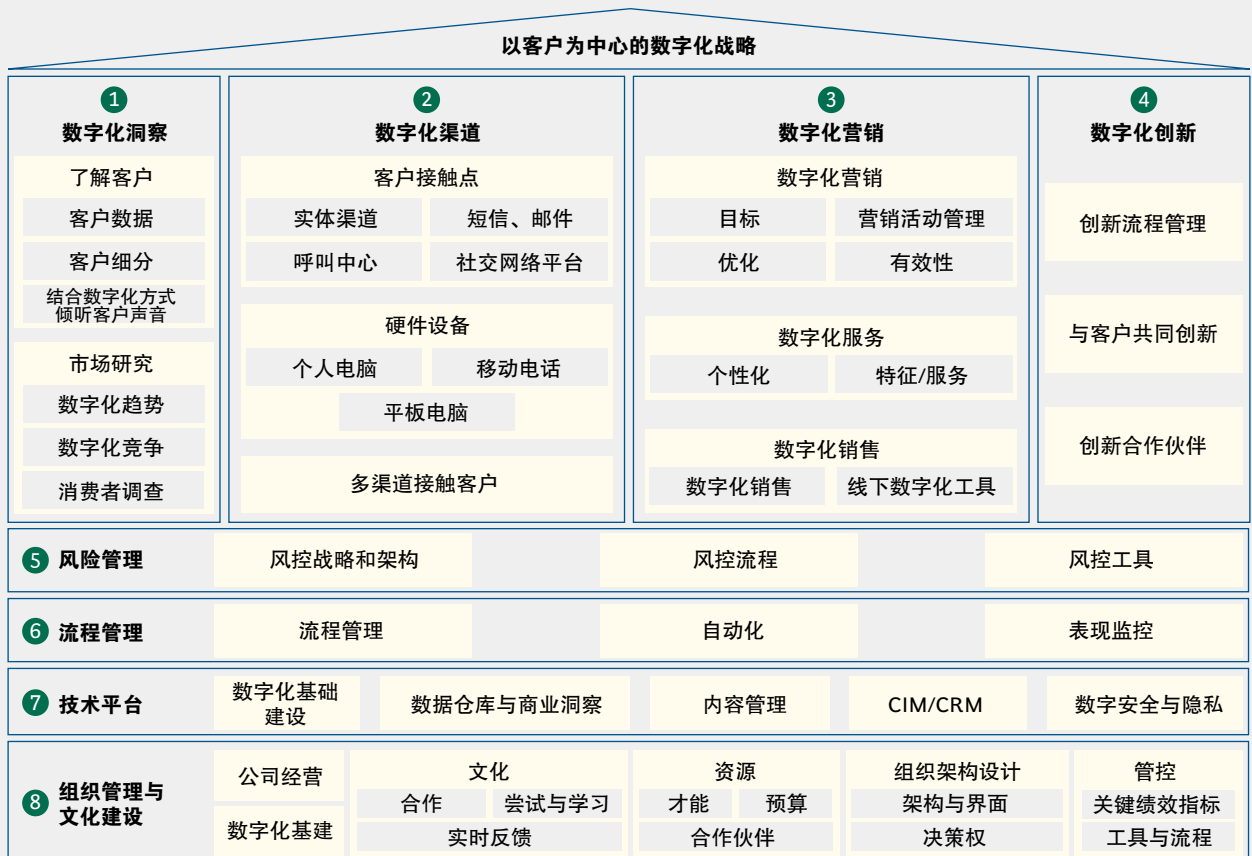 以客户为中心的数字化战略
1
数字化洞察
了解客户
客户数据
客户细分
结合数字化方式
倾听客户声音
市场研究
数字化趋势
数字化竞争
消费者调查
2
数字化渠道
客户接触点
实体渠道
短信、邮件
呼叫中心
社交网络平台
硬件设备
个人电脑
移动电话
平板电脑
多渠道接触客户
3
数字化营销
数字化营销
目标
营销活动管理
优化
有效性
数字化服务
个性化
特征/服务
数字化销售
数字化销售
线下数字化工具
4
数字化创新
创新流程管理
与客户共同创新
创新合作伙伴
5 风险管理
风控战略和架构
风控流程
风控工具
6 流程管理
流程管理
自动化
表现监控
7 技术平台
数字化基础
建设
数据仓库与商业洞察
内容管理
CIM/CRM
数字安全与隐私
8 组织管理与
文化建设
公司经营
数字化基建
文化
合作
尝试与学习
实时反馈
资源
才能
预算
合作伙伴
组织架构设计
架构与界面
决策权
管控
关键绩效指标
工具与流程